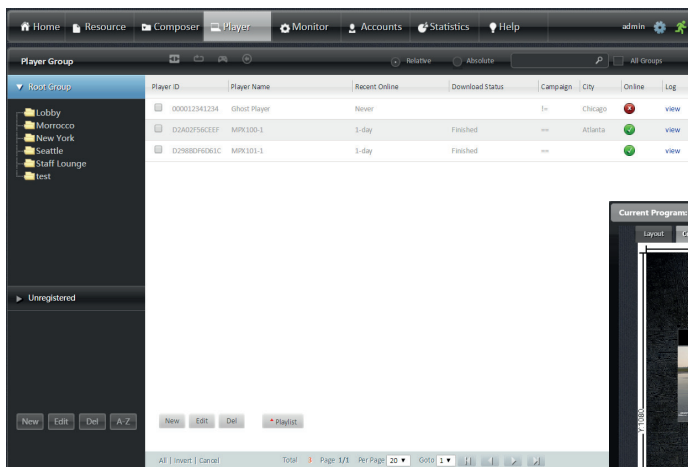 Home Resource Composer Player Monitor Accounts Statistics Help admin
Player Group Relative Absolute All Groups
Root Group
Lobby
Morrocco
New York
Seattle
Staff Lounge
test
Unregistered
New Edit Del A-Z
Player ID Player Name Recent Online Download Status Campaign City Online Log
000012341234 Ghost Player Never != Chicago view
D2A02F56CEEF MPX100-1 1-day Finished == Atlanta view
D2988DF6D61C MPX101-1 1-day Finished == view
New Edit Del * Playlist
All | Invert | Cancel Total 3 Page 1/1 Per Page 20 Goto 1
Current Program:
Layout
Y:1080